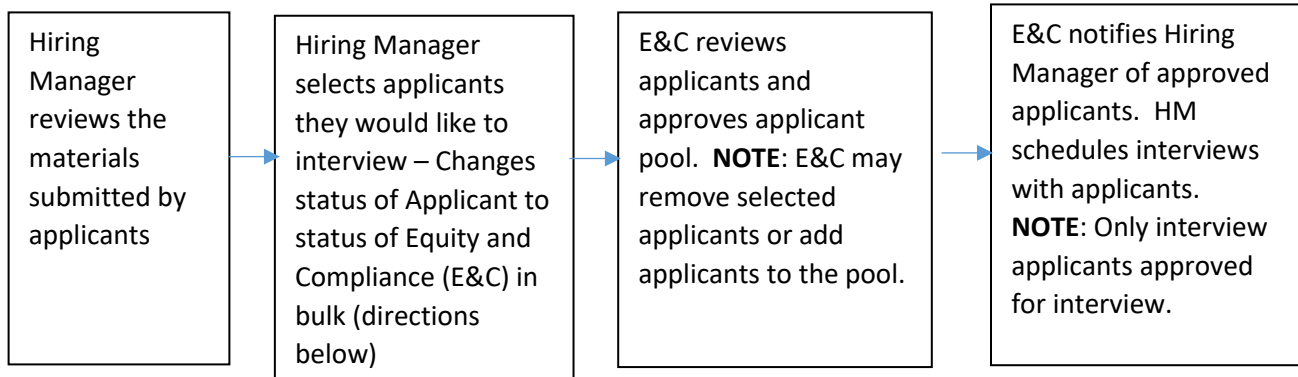 Hiring
Manager
reviews the
materials
submitted by
applicants
Hiring Manager
selects applicants
they would like to
interview – Changes
status of Applicant to
status of Equity and
Compliance (E&C) in
bulk (directions
below)
E&C reviews
applicants and
approves applicant
pool.  NOTE: E&C may
remove selected
applicants or add
applicants to the pool.
E&C notifies Hiring
Manager of approved
applicants.  HM
schedules interviews
with applicants.
NOTE: Only interview
applicants approved
for interview.